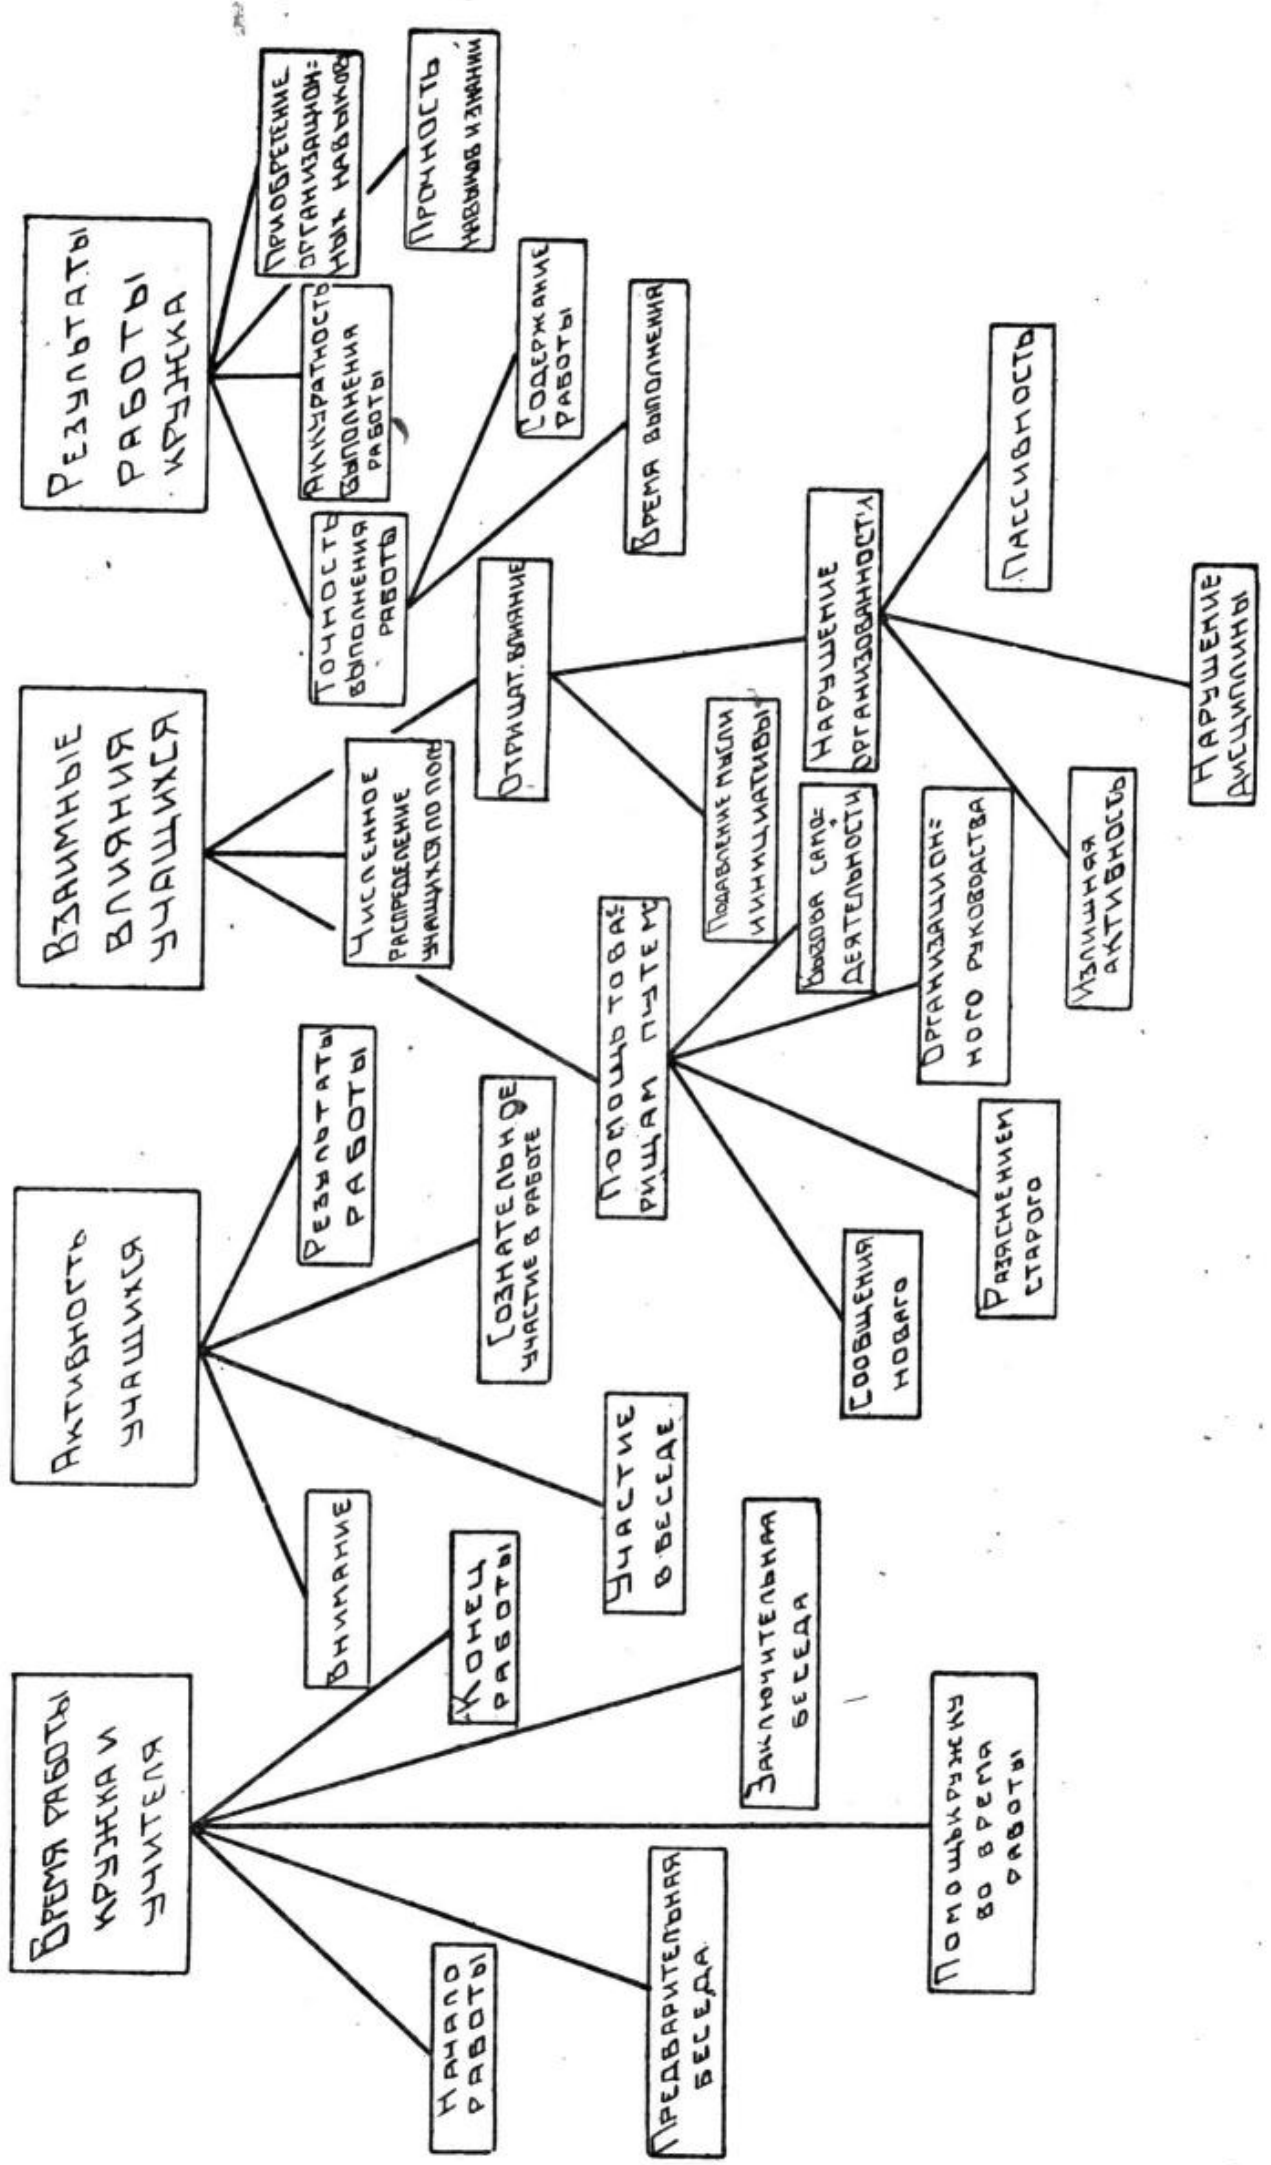 Время работы
кружка и
учителя
Начало
работы
Предварительная
беседа
Помощь кружку
во время
работы
Заключительная
беседа
Конец
работы
Активность
учащихся
Внимание
Участие
в беседе
Сознательное
участие в работе
Результаты
работы
Взаимные
влияния
учащихся
Помощь това=
рищам путем
Сообщения
новаго
Разяснением
старого
Организацион=
ного руководства
Вызова само=
деятельности
Численное
распределение
учащихся по полу
Отрицат. влияние
Подавление мысли
и инициативы
Нарушение
организованности
Излишняя
активность
Нарушение
дисциплины
Пассивность
Результаты
работы
кружка
Точность
выполнения
работы
Содержание
работы
Время выполнения
Аккуратность
выполнения
работы
Прочность
навыков и знаний
Приобретение
организацион=
ных навыков